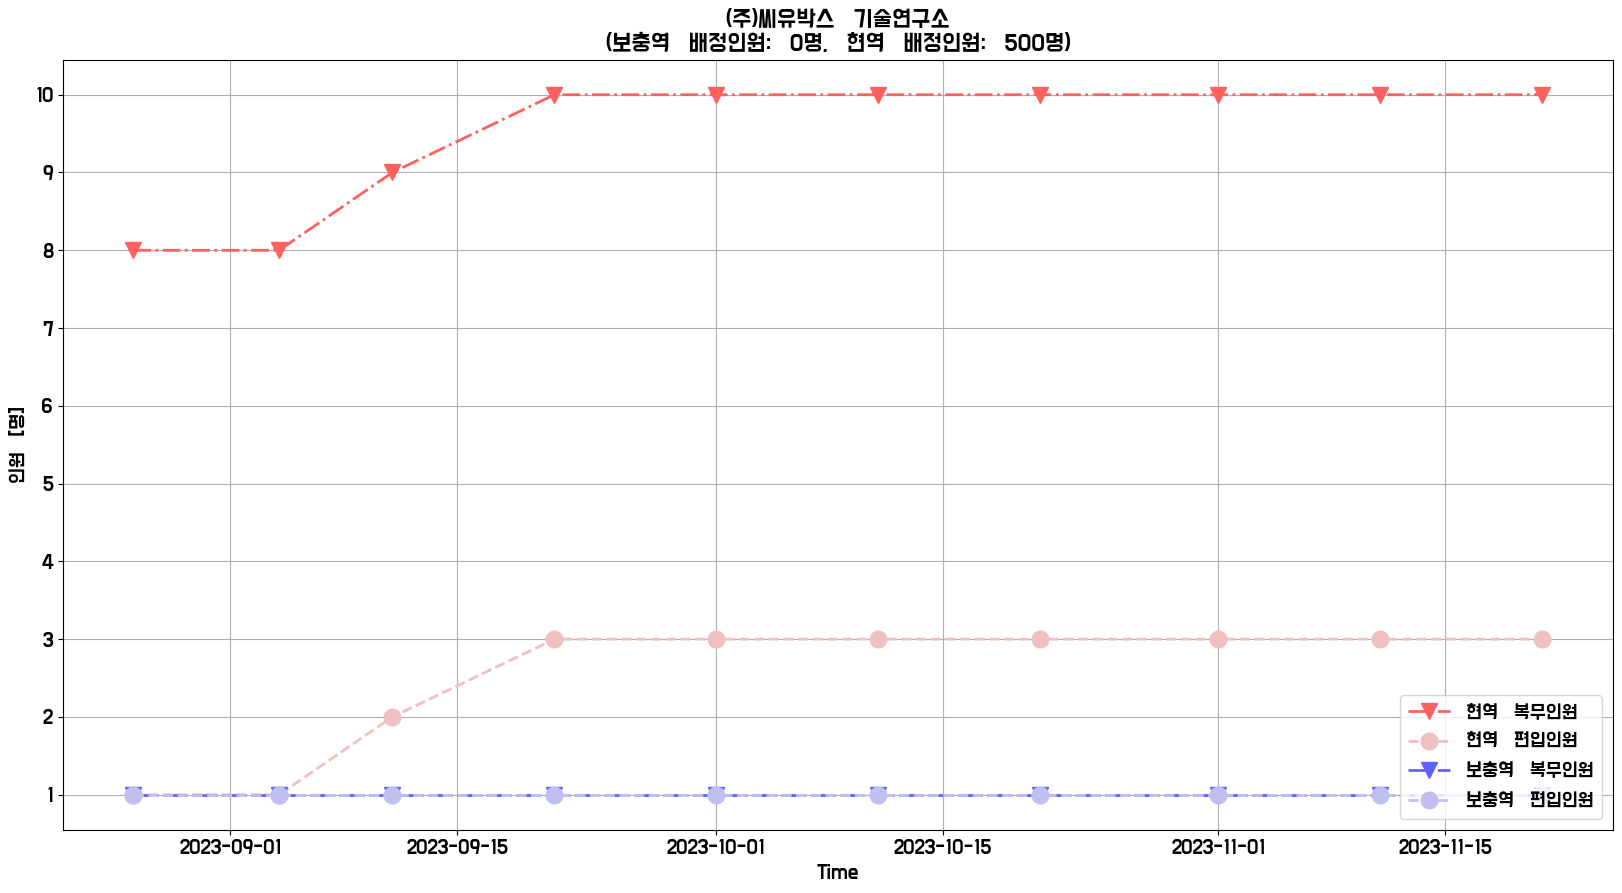 (주)씨유박스 기술연구소
(보충역 배정인원: 0명, 현역 배정인원: 500명)
10
9
8
7
6
5
4
3
2
1
인원 [명]
2023-09-01 2023-09-15 2023-10-01 2023-10-15 2023-11-01 2023-11-15
Time
현역 복무인원
현역 편입인원
보충역 복무인원
보충역 편입인원